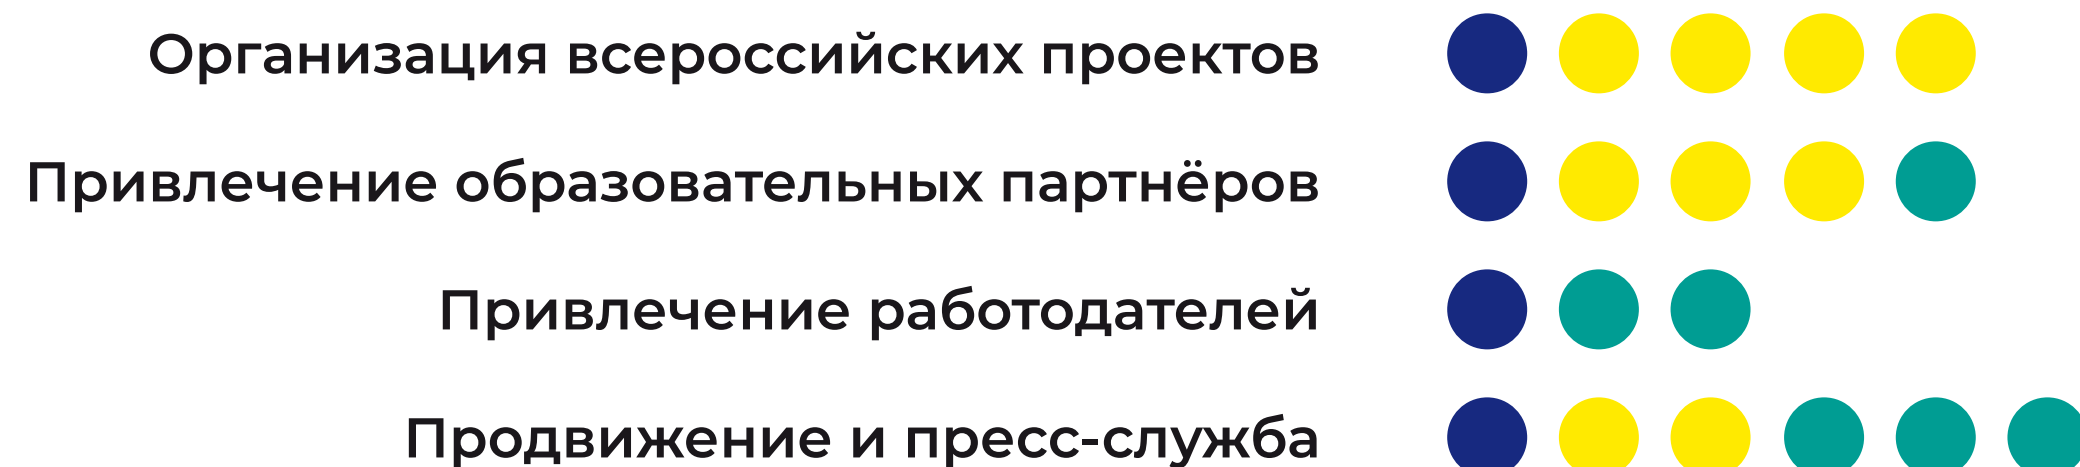 Организация всероссийских проектов
Привлечение образовательных партнёров
Привлечение работодателей
Продвижение и пресс-служба